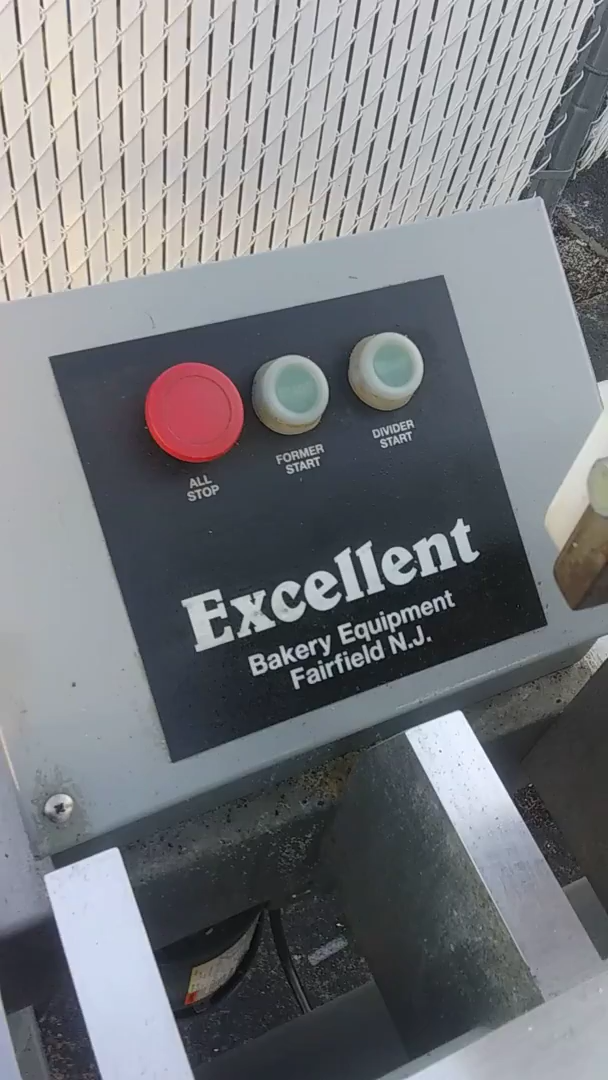 ALL
STOP
FORMER
START
DIVIDER
START
Excellent
Bakery Equipment
Fairfield N.J.